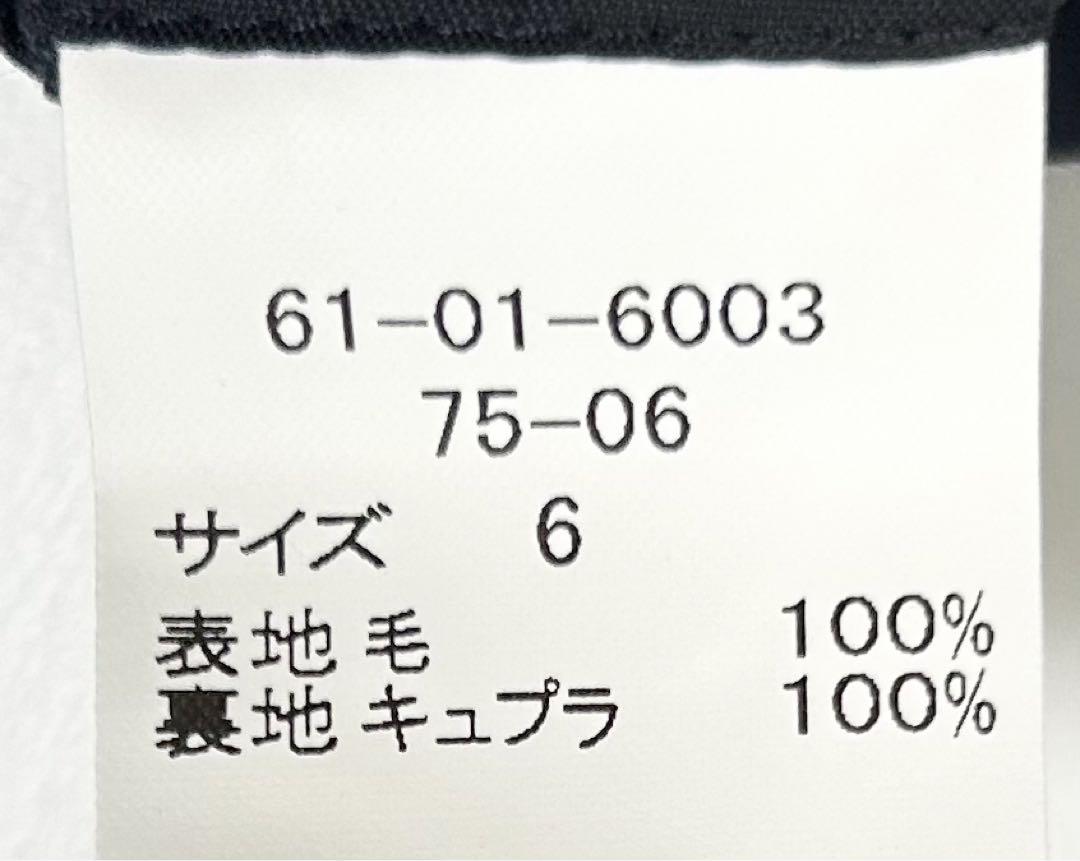 61-01-6003
75-06
サイズ 6
表地 毛 100%
裏地 キュプラ 100%